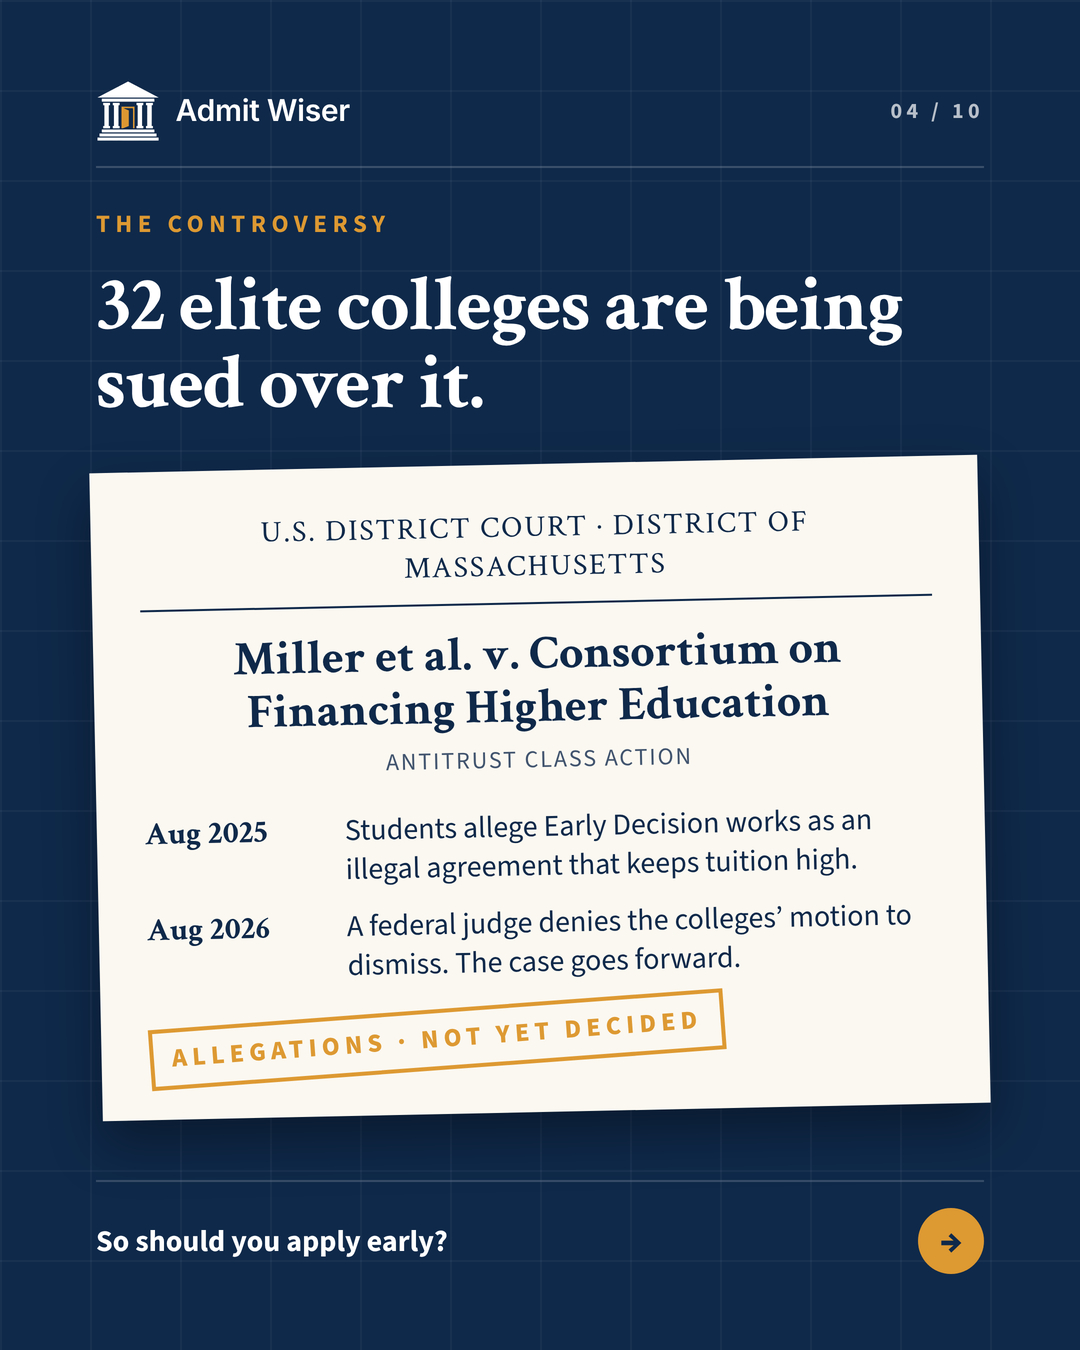 Admit Wiser
04 / 10
THE CONTROVERSY
32 elite colleges are being
sued over it.
U.S. DISTRICT COURT · DISTRICT OF
MASSACHUSETTS
Miller et al. v. Consortium on
Financing Higher Education
ANTITRUST CLASS ACTION
Aug 2025
Students allege Early Decision works as an
illegal agreement that keeps tuition high.
Aug 2026
A federal judge denies the colleges’ motion to
dismiss. The case goes forward.
ALLEGATIONS · NOT YET DECIDED
So should you apply early?